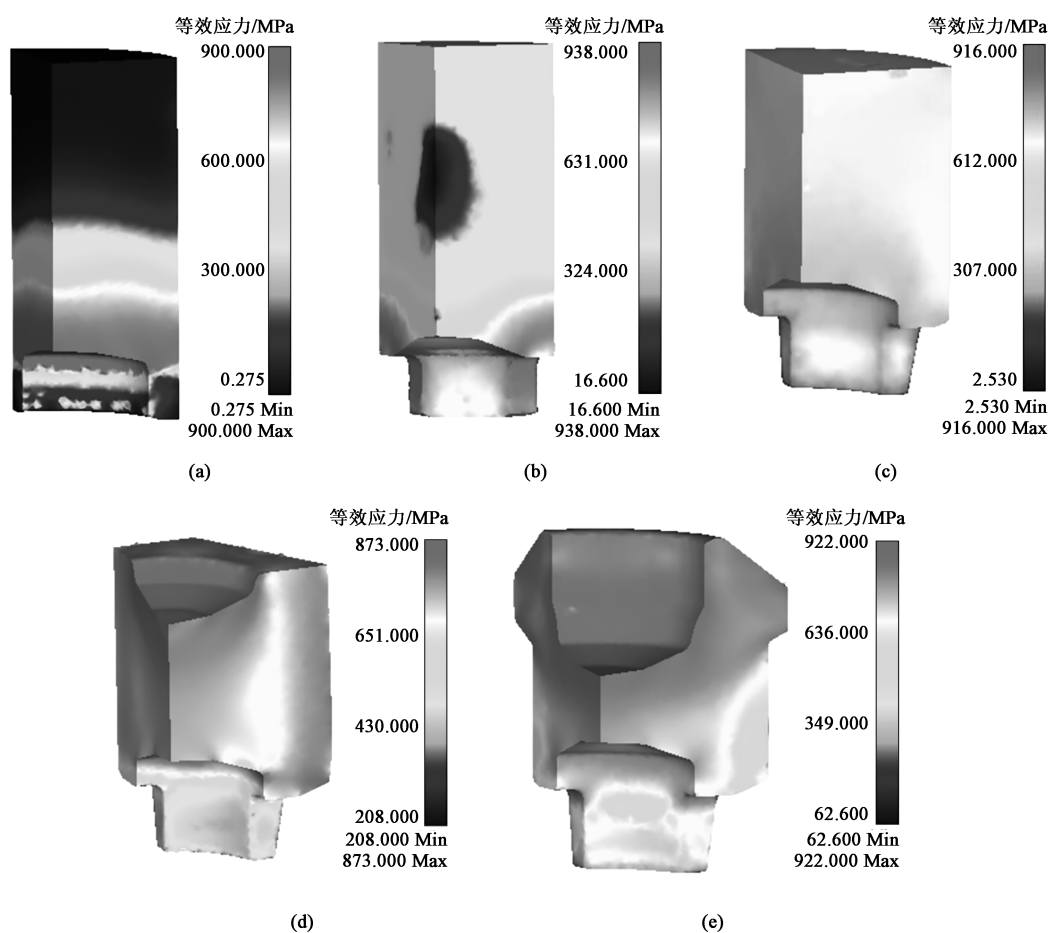 等效应力/MPa
900.000
600.000
300.000
0.275
0.275 Min
900.000 Max
(a)
等效应力/MPa
938.000
631.000
324.000
16.600
16.600 Min
938.000 Max
(b)
等效应力/MPa
916.000
612.000
307.000
2.530
2.530 Min
916.000 Max
(c)
等效应力/MPa
873.000
651.000
430.000
208.000
208.000 Min
873.000 Max
(d)
等效应力/MPa
922.000
636.000
349.000
62.600
62.600 Min
922.000 Max
(e)